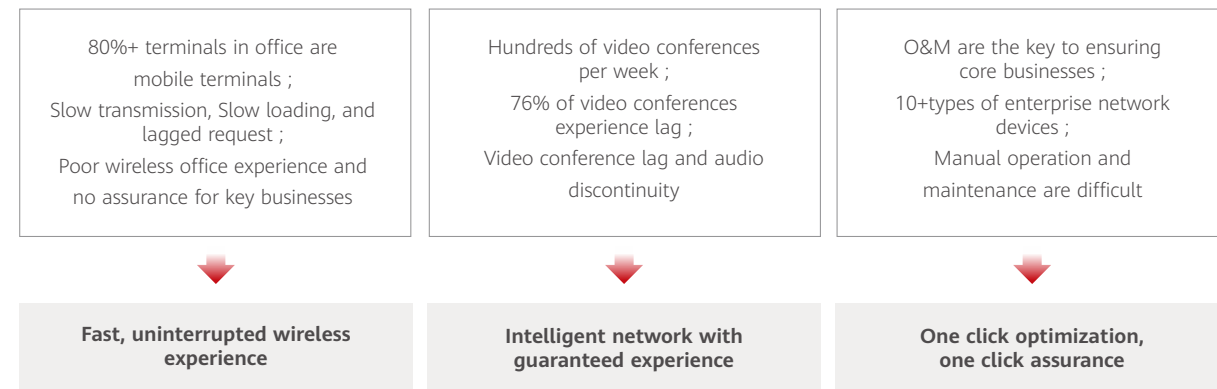 80%+ terminals in office are
mobile terminals ;
Slow transmission, Slow loading, and
lagged request ;
Poor wireless office experience and
no assurance for key businesses
Hundreds of video conferences
per week ;
76% of video conferences
experience lag ;
Video conference lag and audio
discontinuity
O&M are the key to ensuring
core businesses ;
10+types of enterprise network
devices ;
Manual operation and
maintenance are difficult
Fast, uninterrupted wireless
experience
Intelligent network with
guaranteed experience
One click optimization,
one click assurance